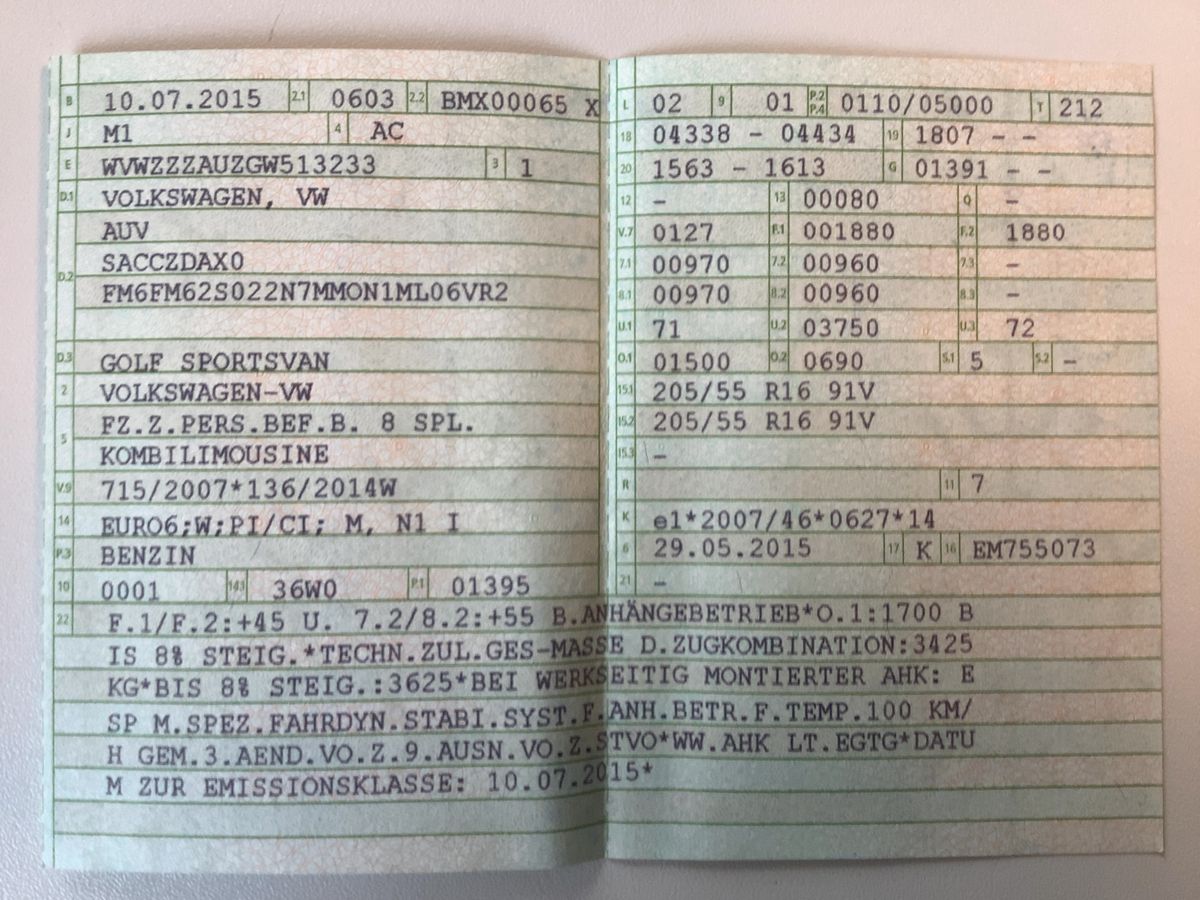 B 10.07.2015 2.1 0603 2.2 BMX00065 X
J M1 4 AC
E WVWZZZAUZGW513233 3 1
D.1 VOLKSWAGEN, VW
AUV
D.2 SACCZDAX0
FM6FM62S022N7MMON1ML06VR2
D.3 GOLF SPORTSVAN
2 VOLKSWAGEN-VW
5 FZ.Z.PERS.BEF.B. 8 SPL.
KOMBILIMOUSINE
V.9 715/2007*136/2014W
14 EURO6;W;PI/CI; M, N1 I
P.3 BENZIN
10 0001 14.1 36W0 P.1 01395
L 02 9 01 P.2 P.4 0110/05000 T 212
18 04338 - 04434 19 1807 - -
20 1563 - 1613 G 01391 - -
12 - 13 00080 Q -
V.7 0127 F.1 001880 F.2 1880
7.1 00970 7.2 00960 7.3 -
8.1 00970 8.2 00960 8.3 -
U.1 71 U.2 03750 U.3 72
O.1 01500 O.2 0690 S.1 5 S.2 -
15.1 205/55 R16 91V
15.2 205/55 R16 91V
15.3 -
R 11 7
K e1*2007/46*0627*14
6 29.05.2015 17 K 16 EM755073
21 -
22 F.1/F.2:+45 U. 7.2/8.2:+55 B.ANHÄNGEBETRIEB*O.1:1700 B
IS 8% STEIG.*TECHN.ZUL.GES-MASSE D.ZUGKOMBINATION:3425
KG*BIS 8% STEIG.:3625*BEI WERKSEITIG MONTIERTER AHK: E
SP M.SPEZ.FAHRDYN.STABI.SYST.F.ANH.BETR.F.TEMP.100 KM/
H GEM.3.AEND.VO.Z.9.AUSN.VO.Z.STVO*WW.AHK LT.EGTG*DATU
M ZUR EMISSIONSKLASSE: 10.07.2015*